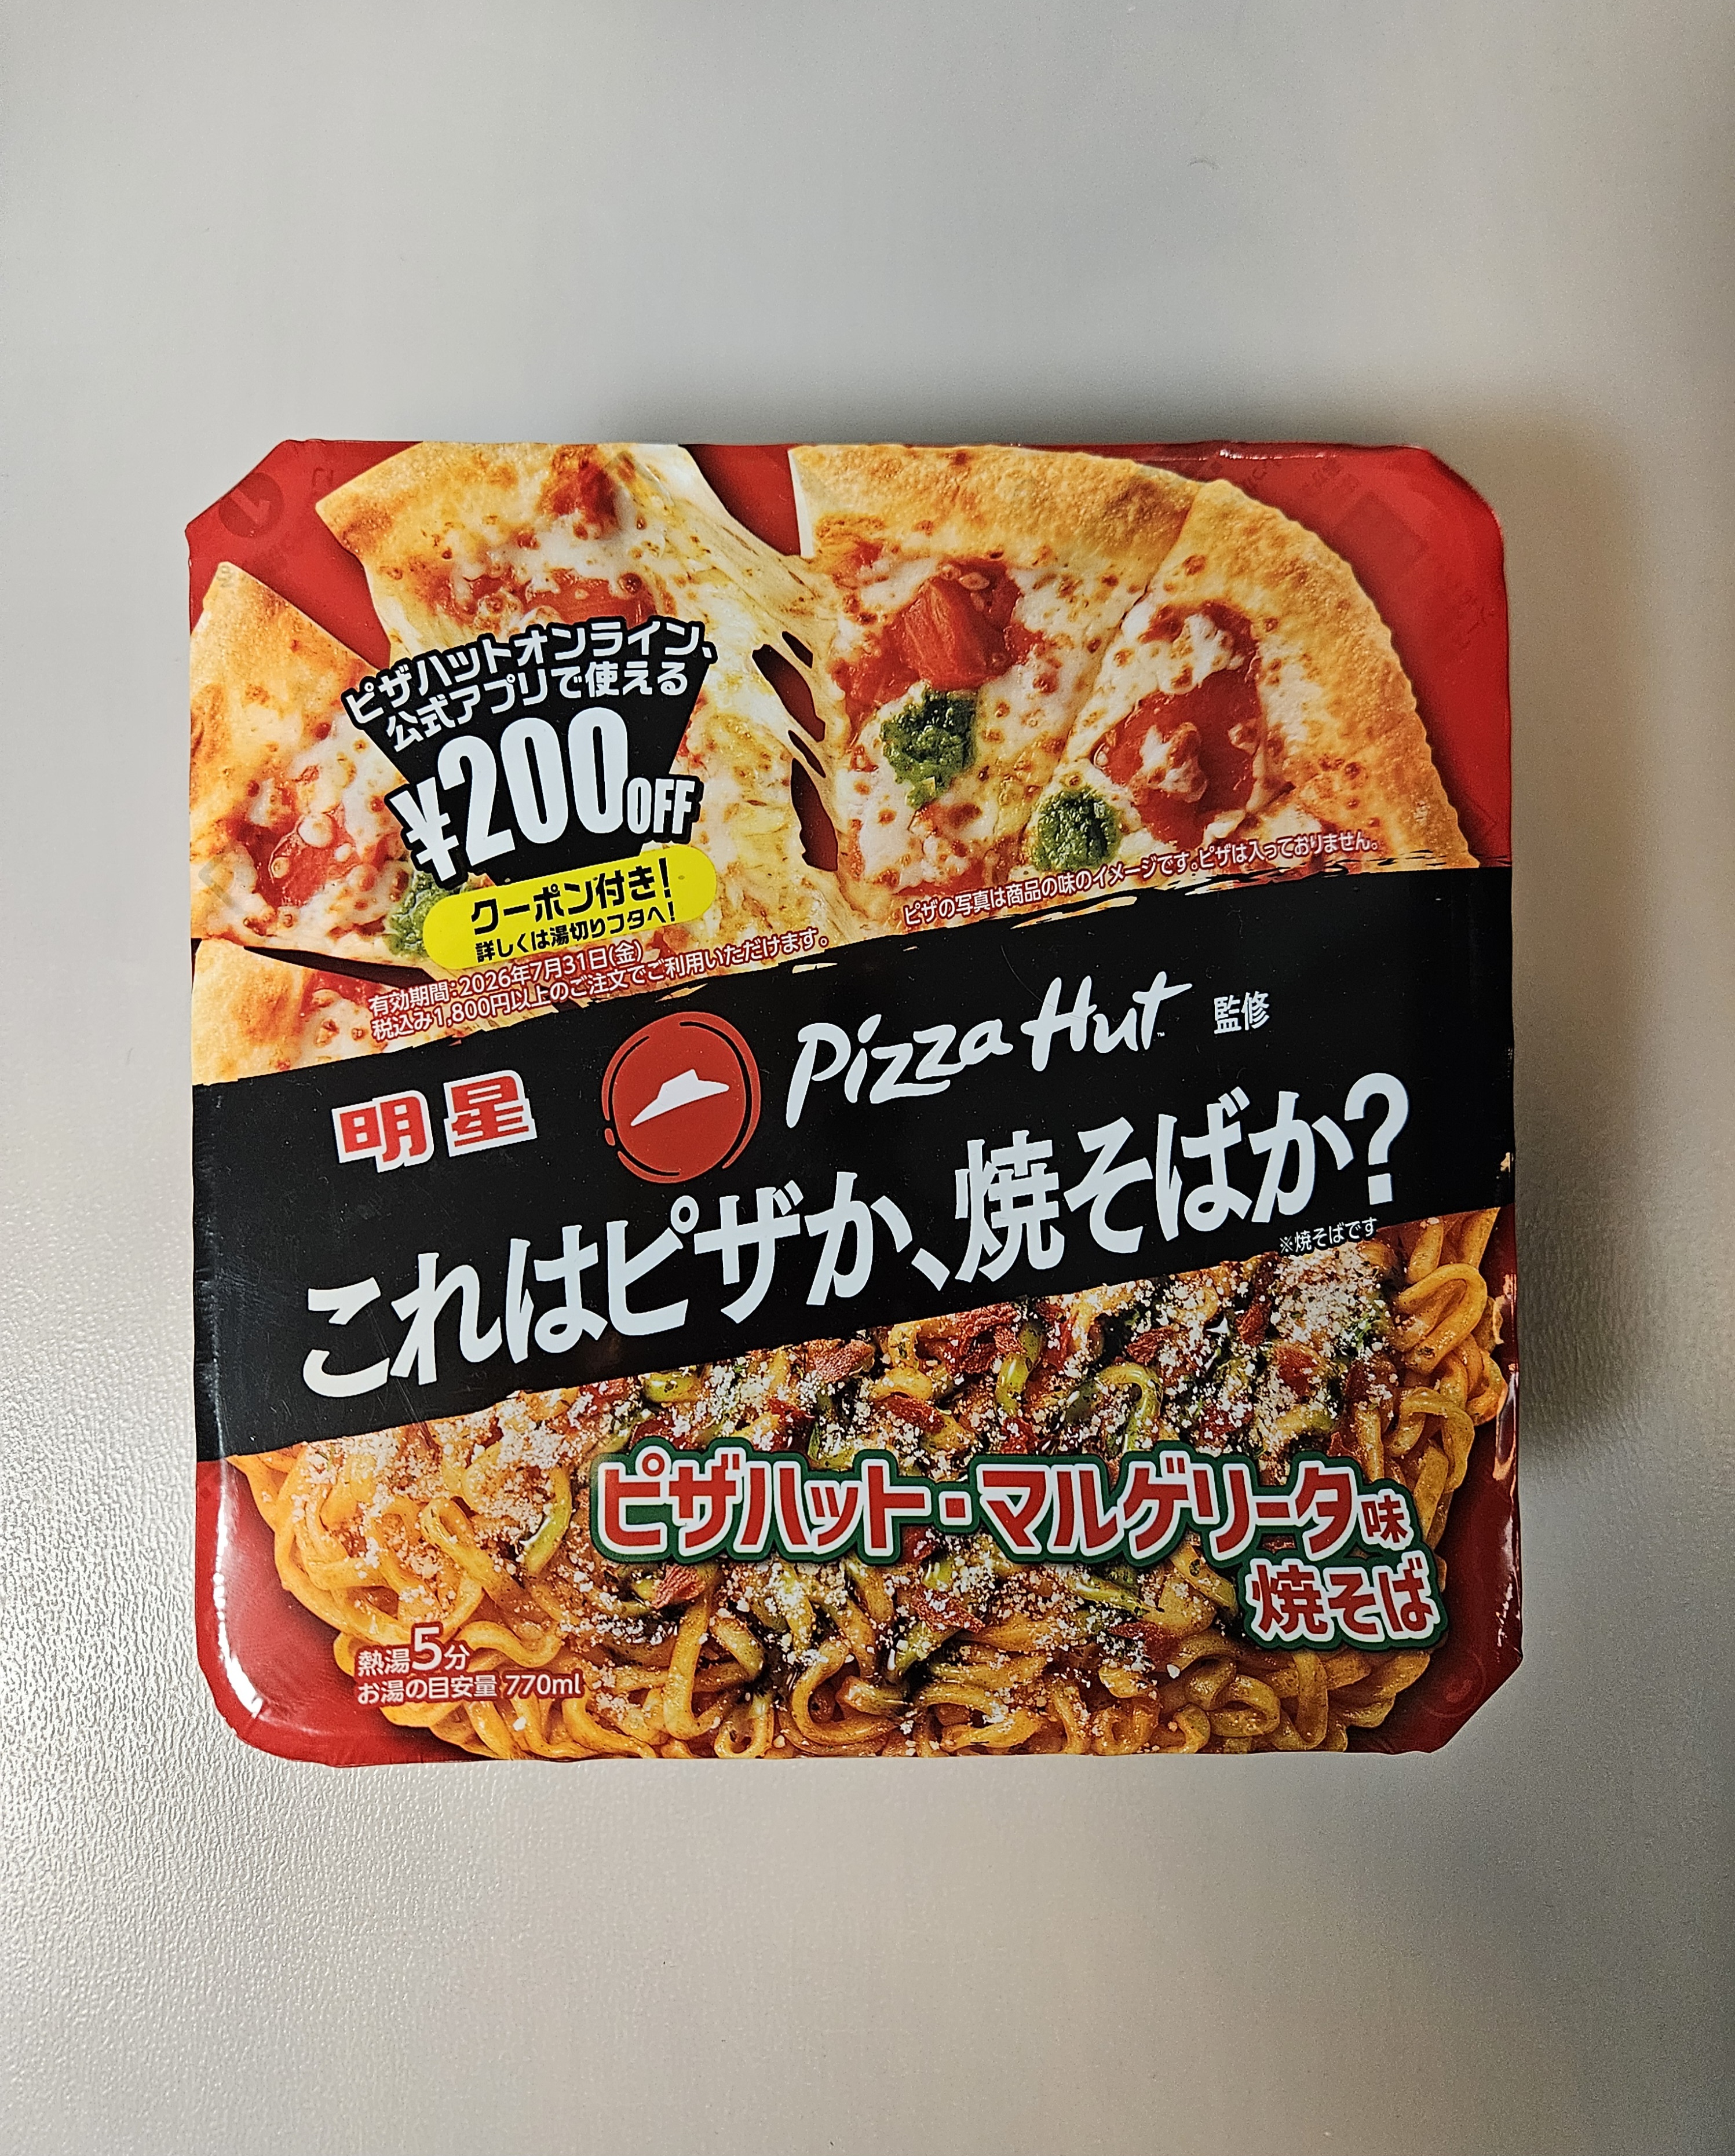 ピザハットオンライン、
公式アプリで使える
¥200OFF
クーポン付き!
詳しくは湯切りフタへ!
有効期間:2026年7月31日(金)
税込み1,800円以上のご注文でご利用いただけます。
ピザの写真は商品の味のイメージです。ピザは入っておりません。
明星 Pizza Hut™ 監修
これはピザか、焼そばか?
※焼そばです
ピザハット・マルゲリータ味
焼そば
熱湯5分
お湯の目安量 770ml